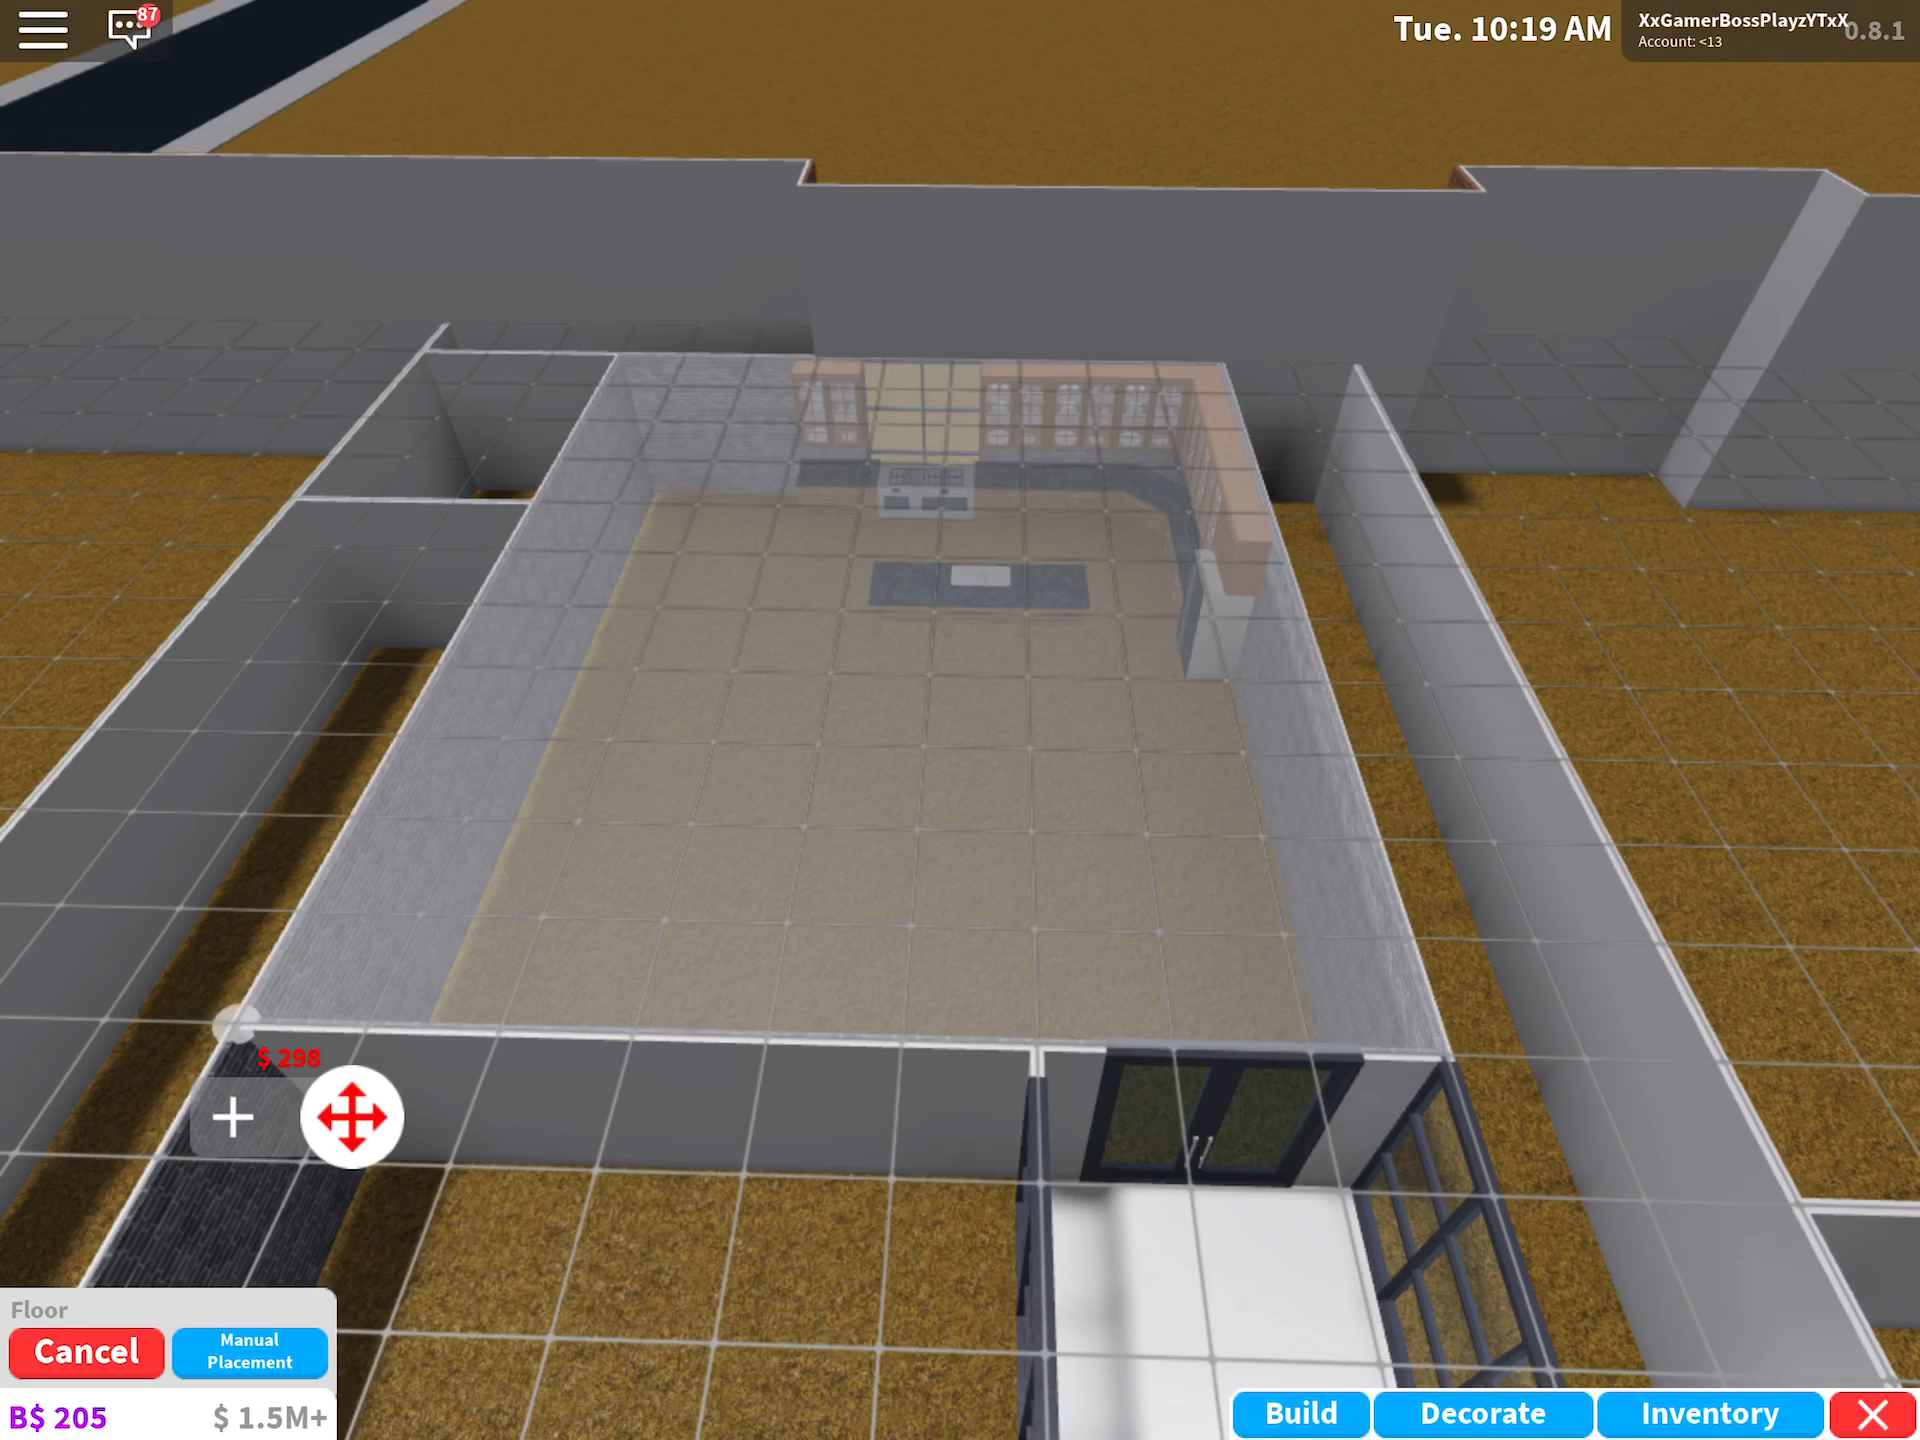 87
Tue. 10:19 AM
XxGamerBossPlayzYTxX
Account: <13
0.8.1
$ 298
Floor
Cancel
Manual
Placement
B$ 205
$ 1.5M+
Build
Decorate
Inventory